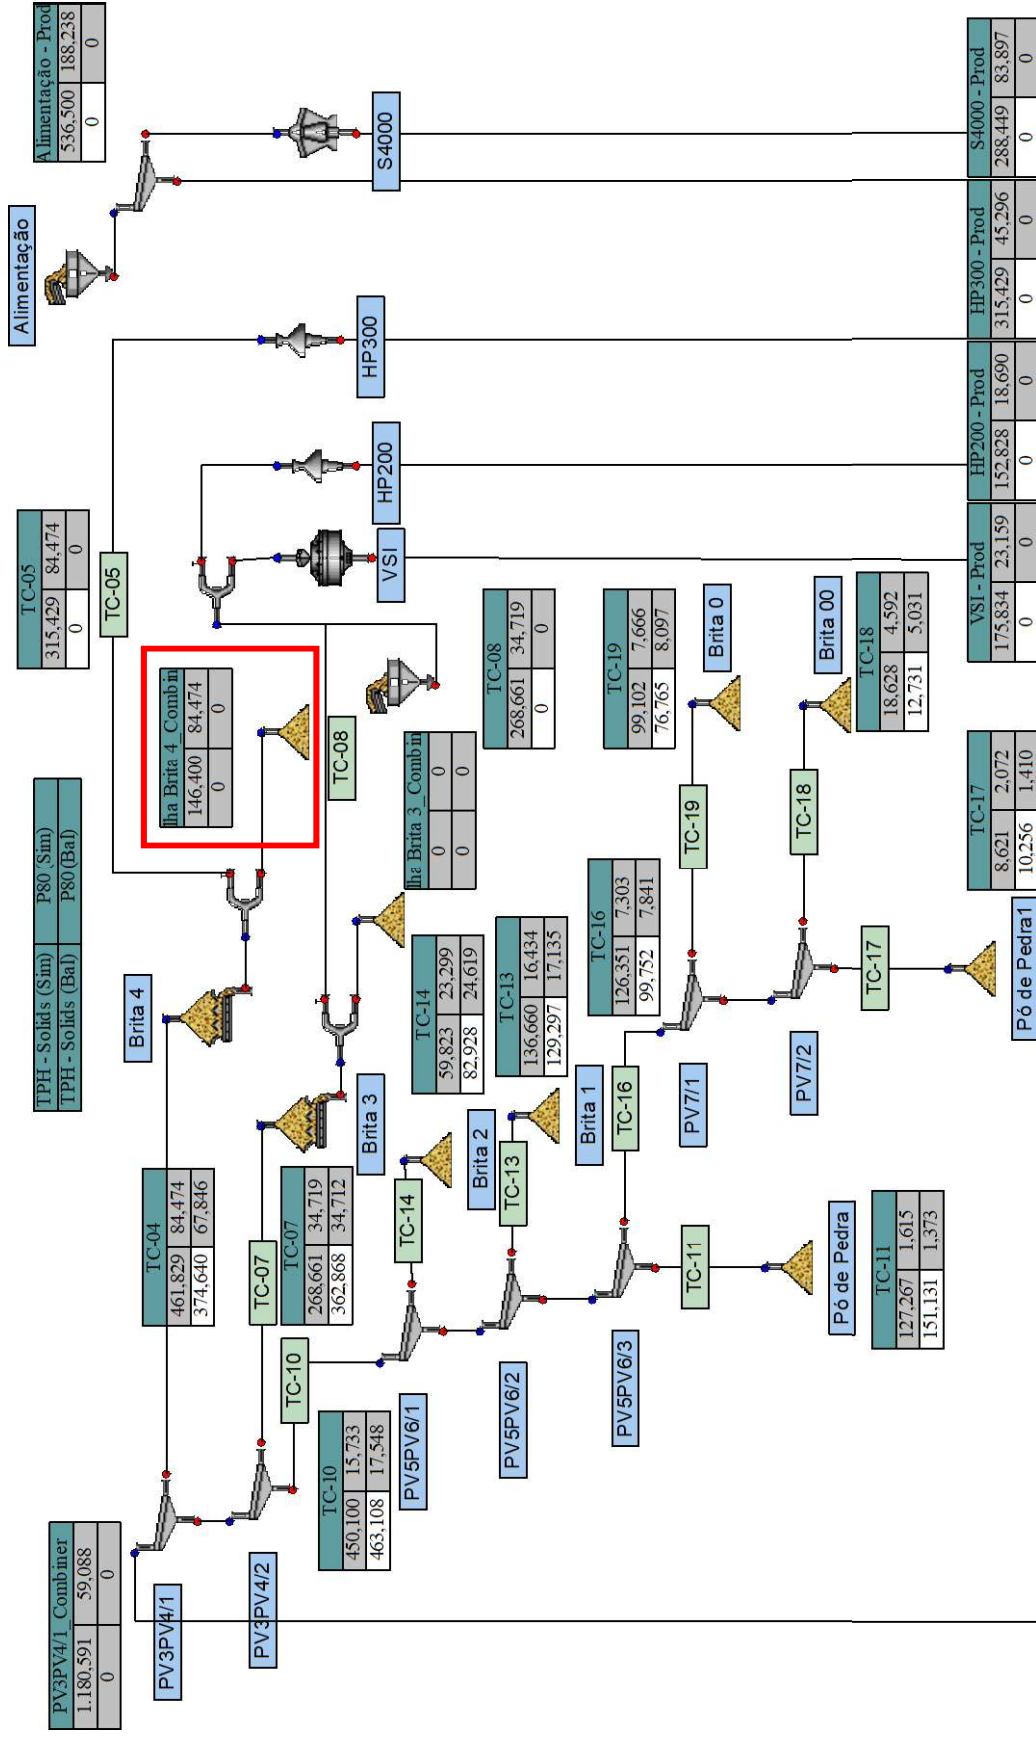 PV3PV4/1_Combiner
1.180,591 59,088
0 0
TPH - Solids (Sim) P80 (Sim)
TPH - Solids (Bal) P80 (Bal)
TC-05
315,429 84,474
0 0
Alimentação
Alimentação - Prod
536,500 188,238
0 0
PV3PV4/1
TC-04
461,829 84,474
374,640 67,846
Brita 4
lha Brita 4_Combin
146,400 84,474
0 0
TC-05
PV3PV4/2
TC-10
TC-07
TC-07
268,661 34,719
362,868 34,712
TC-10
450,100 15,733
463,108 17,548
Brita 3
TC-08
HP300
S4000
HP200
VSI
PV5PV6/1
TC-14
TC-14
59,823 23,299
82,928 24,619
lha Brita 3_Combin
0 0
0 0
PV5PV6/2
Brita 2
TC-13
TC-13
136,660 16,434
129,297 17,135
TC-08
268,661 34,719
0 0
PV5PV6/3
Brita 1
TC-16
TC-16
126,351 7,303
99,752 7,841
TC-19
99,102 7,666
76,765 8,097
TC-11
PV7/1
TC-19
Brita 0
PV7/2
TC-18
Brita 00
Pó de Pedra
TC-17
TC-18
18,628 4,592
12,731 5,031
TC-11
127,267 1,615
151,131 1,373
TC-17
8,621 2,072
10,256 1,410
VSI - Prod
175,834 23,159
0 0
HP200 - Prod
152,828 18,690
0 0
HP300 - Prod
315,429 45,296
0 0
S4000 - Prod
288,449 83,897
0 0
Pó de Pedra1